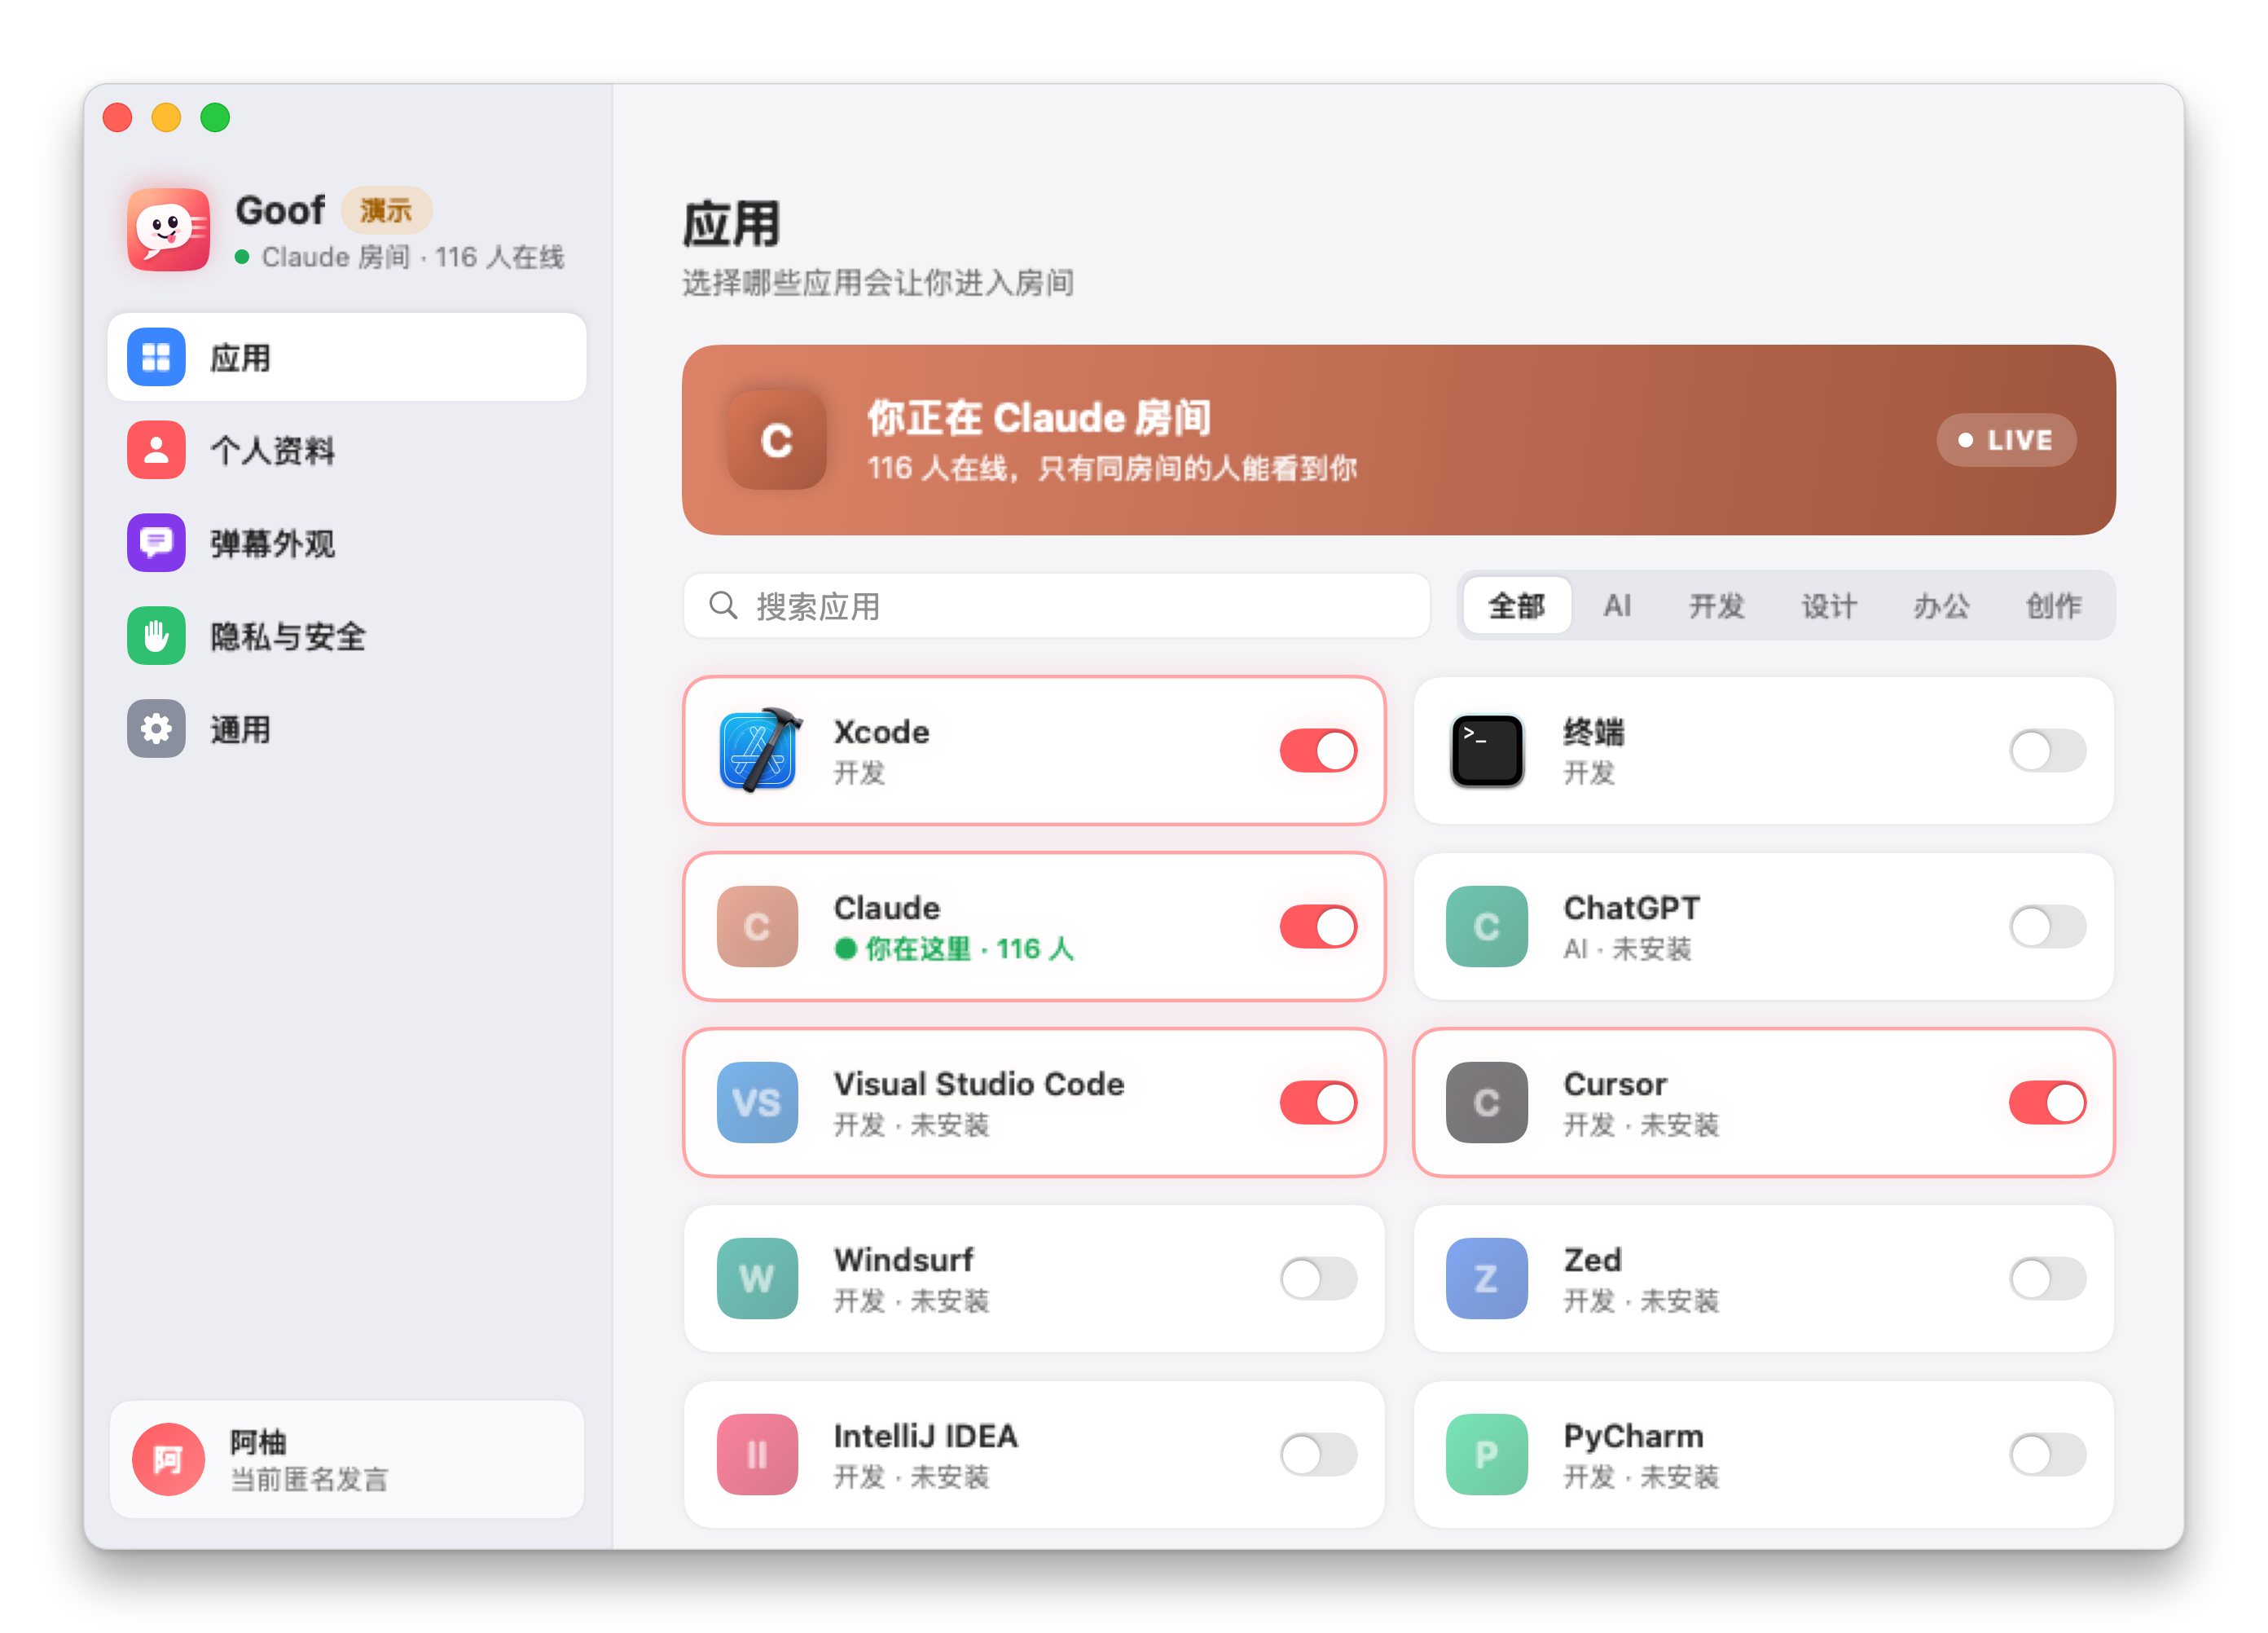 Goof 演示
Claude 房间 · 116 人在线
应用
个人资料
弹幕外观
隐私与安全
通用
阿
阿柚
当前匿名发言
应用
选择哪些应用会让你进入房间
C
你正在 Claude 房间
116 人在线，只有同房间的人能看到你
LIVE
搜索应用
全部 AI 开发 设计 办公 创作
Xcode
开发
>_
终端
开发
C
Claude
你在这里 · 116 人
C
ChatGPT
AI · 未安装
VS
Visual Studio Code
开发 · 未安装
C
Cursor
开发 · 未安装
W
Windsurf
开发 · 未安装
Z
Zed
开发 · 未安装
II
IntelliJ IDEA
开发 · 未安装
P
PyCharm
开发 · 未安装